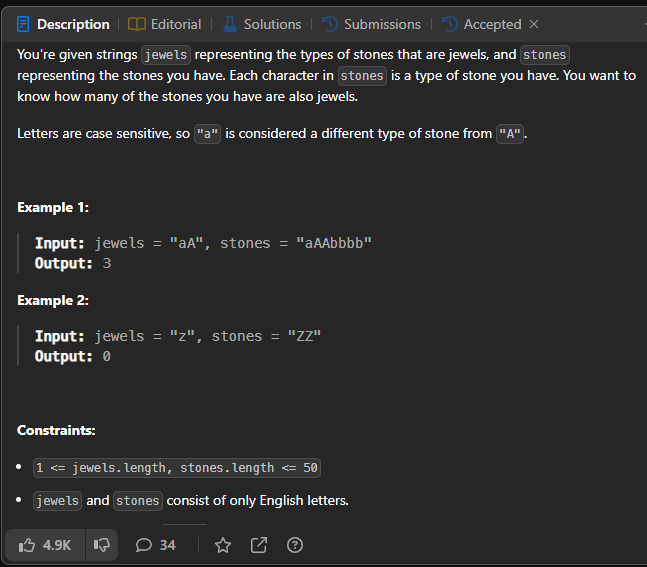 Description | Editorial | Solutions | Submissions | Accepted ×
You're given strings jewels representing the types of stones that are jewels, and stones
representing the stones you have. Each character in stones is a type of stone you have. You want to
know how many of the stones you have are also jewels.
Letters are case sensitive, so "a" is considered a different type of stone from "A".
Example 1:
Input: jewels = "aA", stones = "aAAbbbb"
Output: 3
Example 2:
Input: jewels = "z", stones = "ZZ"
Output: 0
Constraints:
• 1 <= jewels.length, stones.length <= 50
• jewels and stones consist of only English letters.
4.9K 34